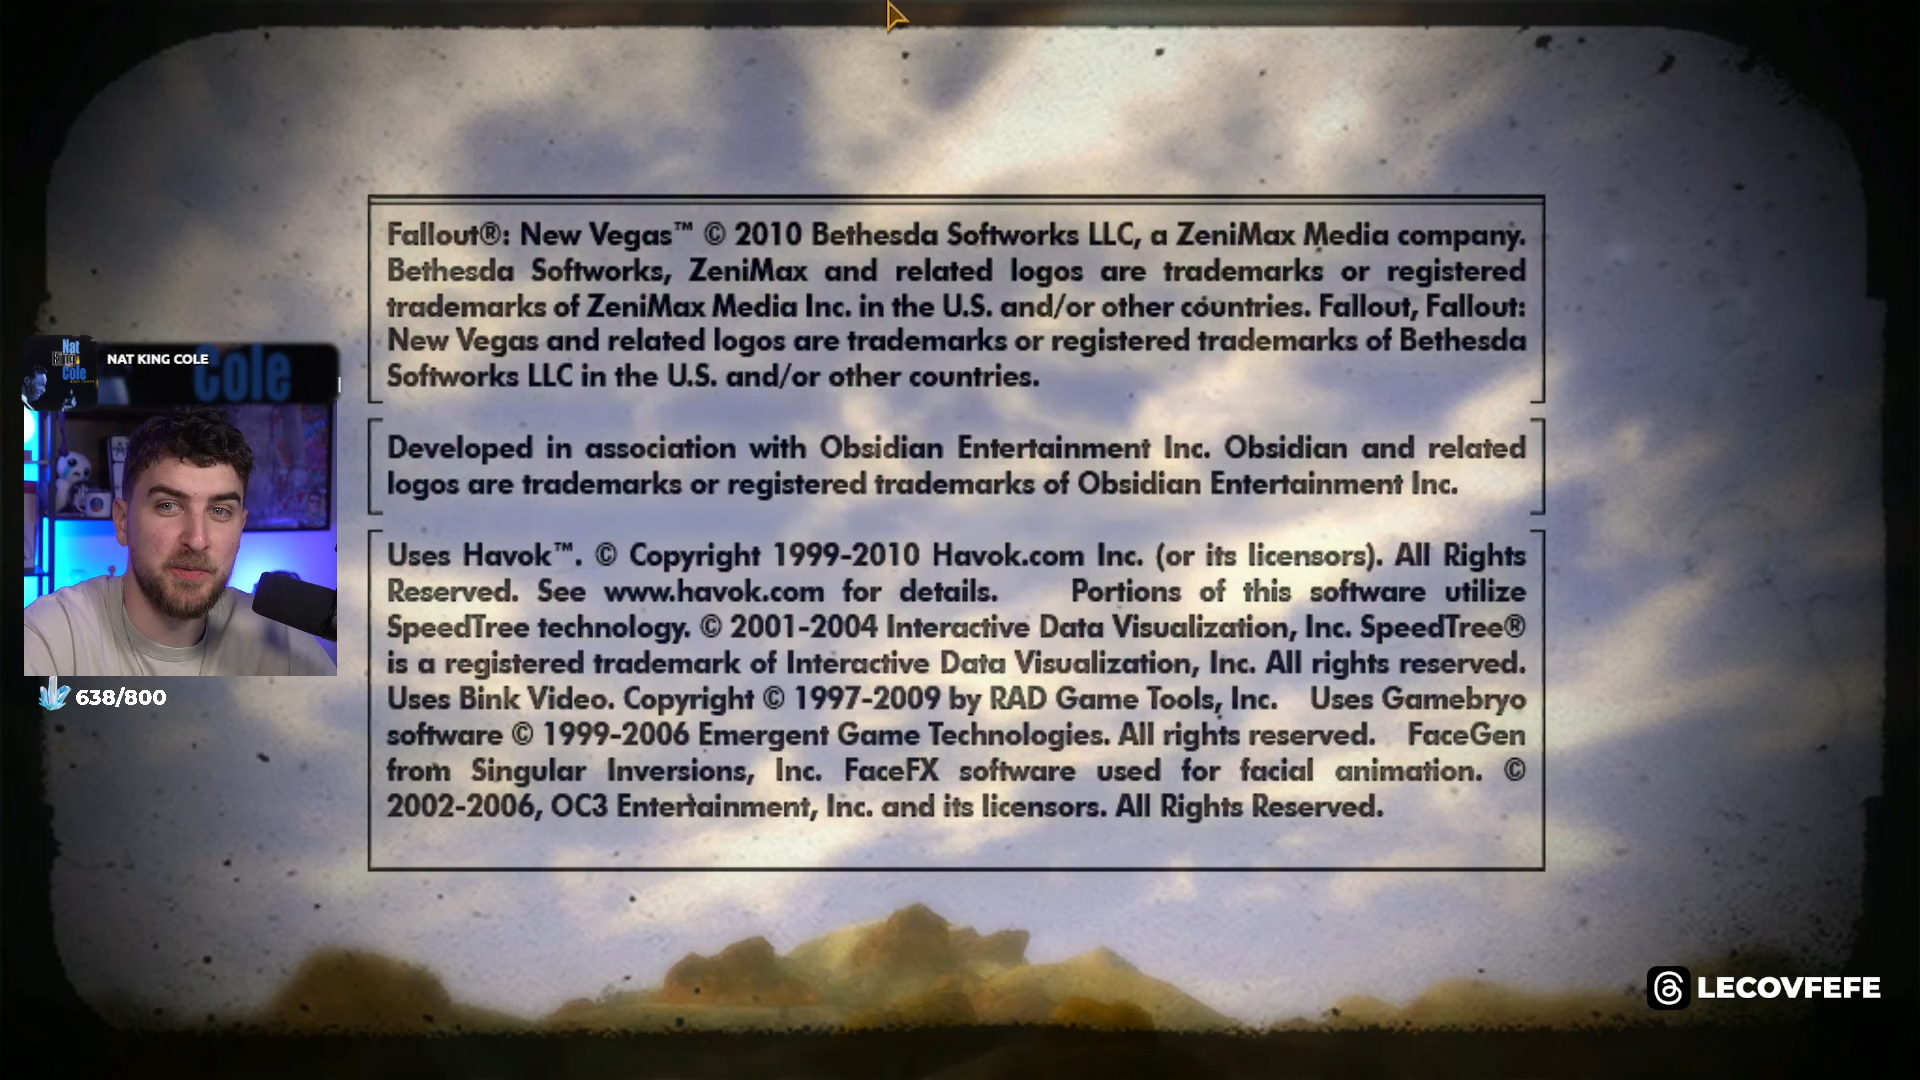 Fallout®: New Vegas™ © 2010 Bethesda Softworks LLC, a ZeniMax Media company.
Bethesda Softworks, ZeniMax and related logos are trademarks or registered
trademarks of ZeniMax Media Inc. in the U.S. and/or other countries. Fallout, Fallout:
New Vegas and related logos are trademarks or registered trademarks of Bethesda
Softworks LLC in the U.S. and/or other countries.
Nat
King
Cole
NAT KING COLE
Cole
Developed in association with Obsidian Entertainment Inc. Obsidian and related
logos are trademarks or registered trademarks of Obsidian Entertainment Inc.
Uses Havok™. © Copyright 1999-2010 Havok.com Inc. (or its licensors). All Rights
Reserved. See www.havok.com for details. Portions of this software utilize
SpeedTree technology. © 2001-2004 Interactive Data Visualization, Inc. SpeedTree®
is a registered trademark of Interactive Data Visualization, Inc. All rights reserved.
Uses Bink Video. Copyright © 1997-2009 by RAD Game Tools, Inc. Uses Gamebryo
software © 1999-2006 Emergent Game Technologies. All rights reserved. FaceGen
from Singular Inversions, Inc. FaceFX software used for facial animation. ©
2002-2006, OC3 Entertainment, Inc. and its licensors. All Rights Reserved.
638/800
LECOVFEFE